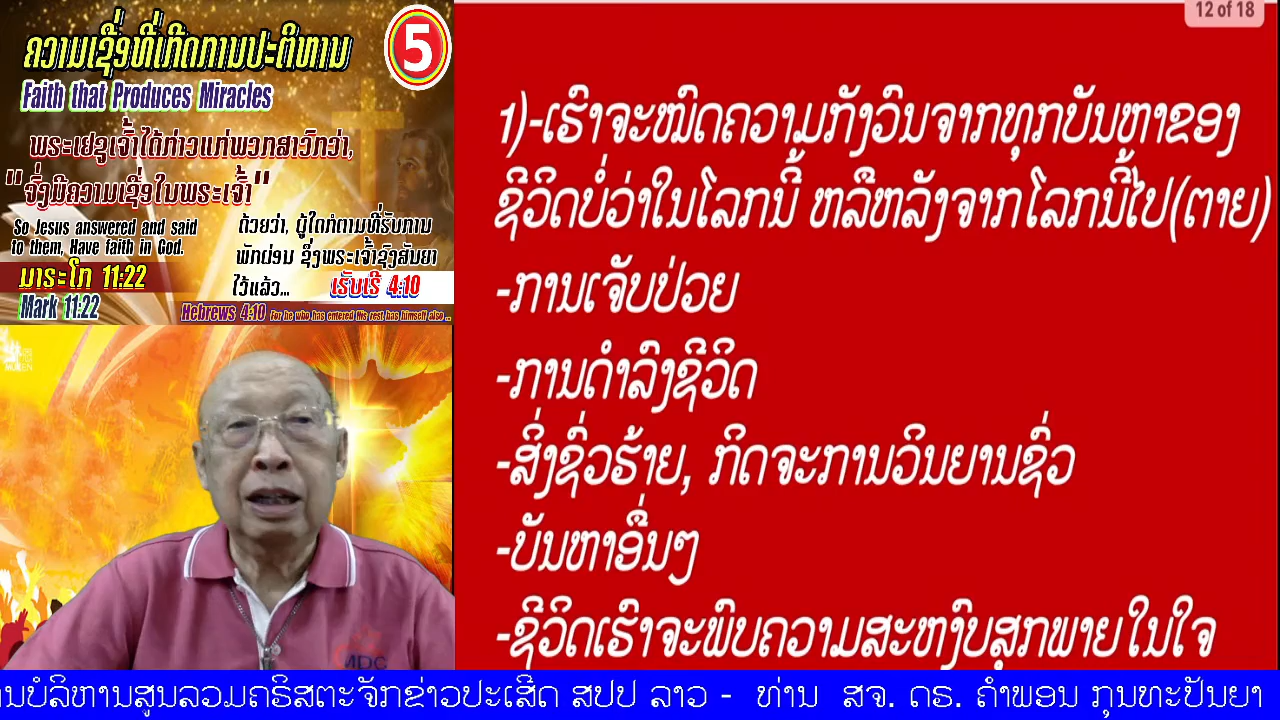 ຄວາມເຊື່ອທີ່ເກີດການປະຕິຫານ
5
Faith that Produces Miracles
ພຣະເຢຊູເຈົ້າໄດ້ກ່າວແກ່ພວກສາວົກວ່າ,
"ຈົ່ງມີຄວາມເຊື່ອໃນພຣະເຈົ້າ"
So Jesus answered and said
to them, Have faith in God.
ມາຣະໂກ 11:22
Mark 11:22
ດ້ວຍວ່າ, ຜູ້ໃດກໍຕາມທີ່ຮັບການ
ພັກຜ່ອນ ຊຶ່ງພຣະເຈົ້າຊົງສັນຍາ
ໄວ້ແລ້ວ... ເຮັບເຣີ 4:10
Hebrews 4:10 For he who has entered His rest has himself also ...
12 of 18
1)-ເຮົາຈະໝົດຄວາມກັງວົນຈາກທຸກບັນຫາຂອງ
ຊີວິດບໍ່ວ່າໃນໂລກນີ້ ຫລືຫລັງຈາກໂລກນີ້ໄປ(ຕາຍ)
-ການເຈັບປ່ວຍ
-ການດຳລົງຊີວິດ
-ສິ່ງຊົ່ວຮ້າຍ, ກິດຈະການວິນຍານຊົ່ວ
-ບັນຫາອື່ນໆ
-ຊີວິດເຮົາຈະພົບຄວາມສະຫງົບສຸກພາຍໃນໃຈ
MDC
ານບໍລິຫານສູນລວມຄຣິສຕະຈັກຂ່າວປະເສີດ ສປປ ລາວ - ທ່ານ ສຈ. ດຣ. ຄຳພອນ ກຸນທະປັນຍາ